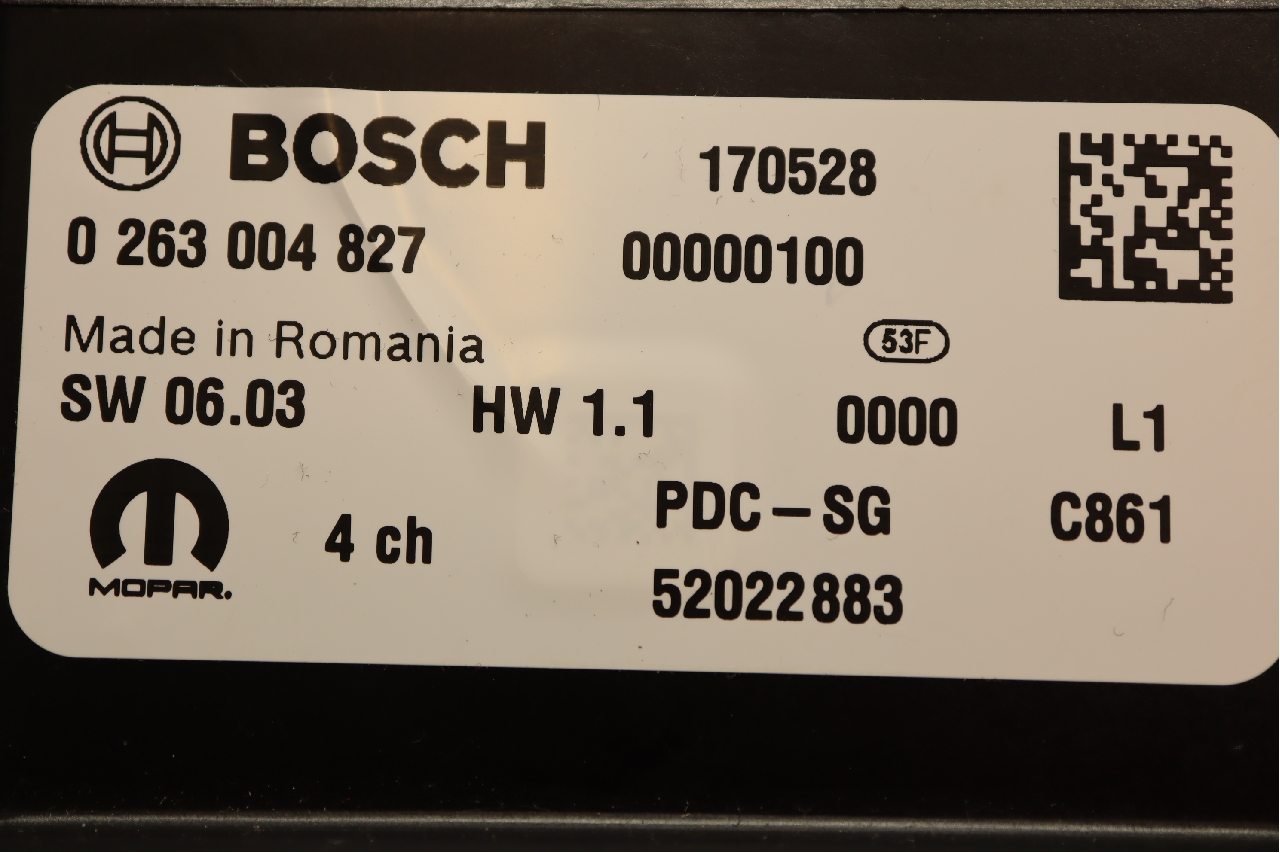 BOSCH 170528
0 263 004 827 00000100
Made in Romania 53F
SW 06.03 HW 1.1 0000 L1
4 ch PDC-SG C861
MOPAR. 52022883